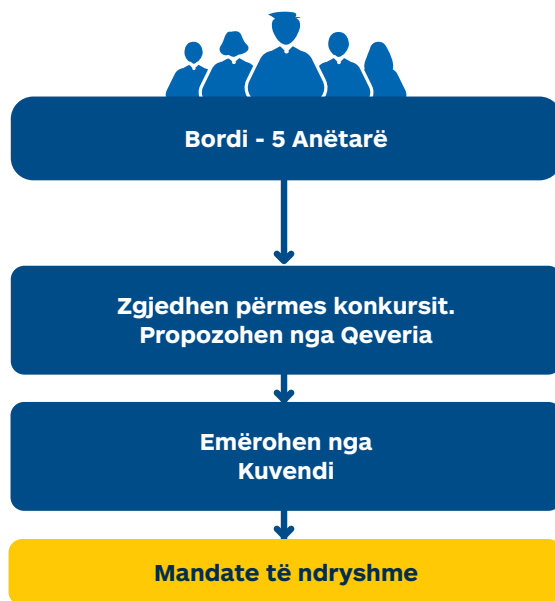 Bordi - 5 Anëtarë
Zgjedhen përmes konkursit.
Propozohen nga Qeveria
Emërohen nga
Kuvendi
Mandate të ndryshme